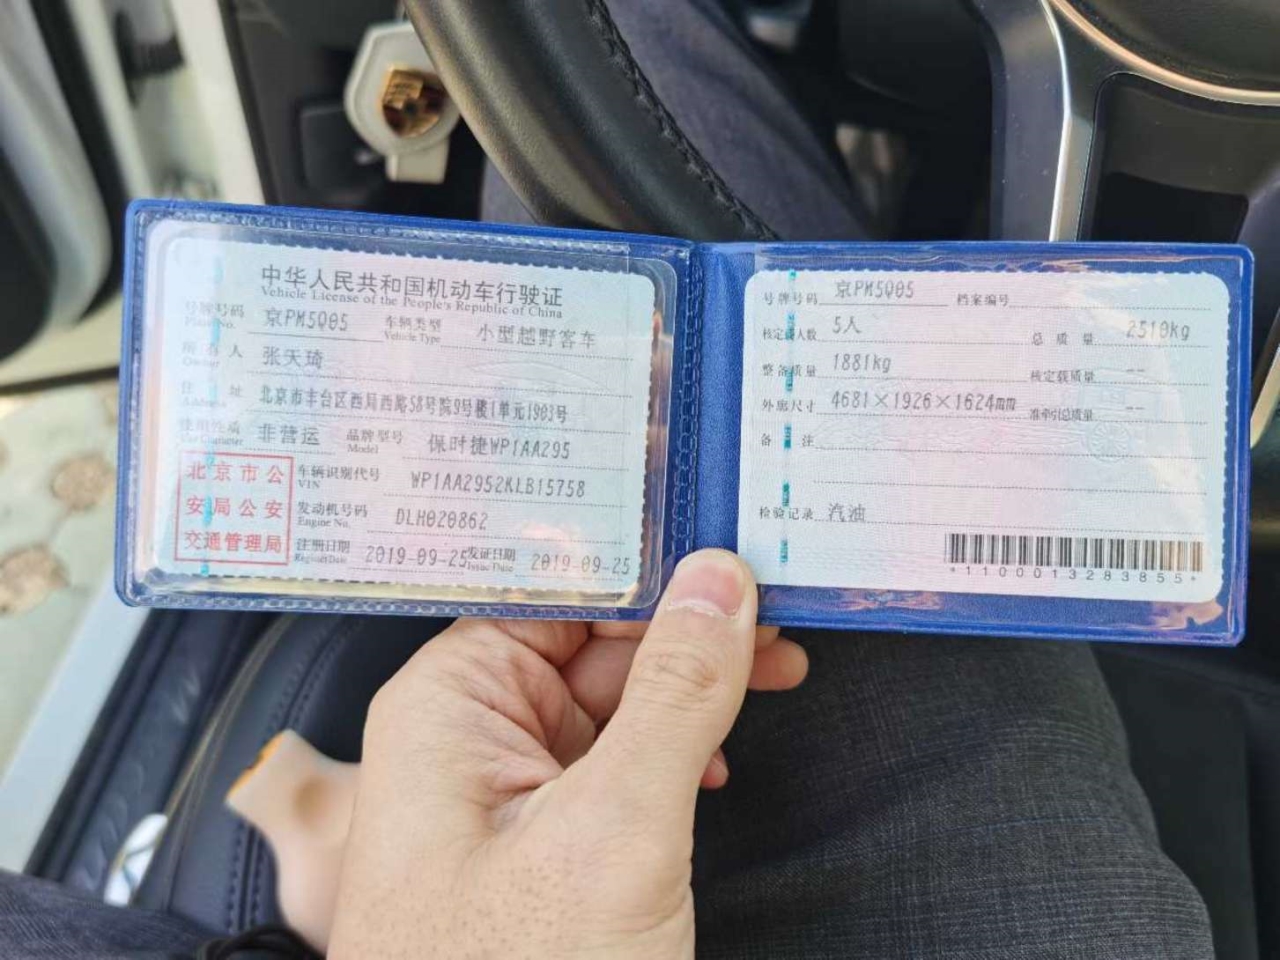 中华人民共和国机动车行驶证
Vehicle License of the People's Republic of China
号牌号码 京PM5Q05 车辆类型 小型越野客车
Plate No. Vehicle Type
所有人 张天琦
Owner
住址 北京市丰台区西局西路58号院9号楼1单元1903号
Address
使用性质 非营运 品牌型号 保时捷WP1AA295
Use Character Model
北京市公安局公安交通管理局
车辆识别代号 WP1AA2952KLB15758
VIN
发动机号码 DLH020862
Engine No.
注册日期 2019-09-25 发证日期 2019-09-25
Register Date Issue Date
号牌号码 京PM5Q05 档案编号
核定载人数 5人 总质量 2510kg
整备质量 1881kg 核定载质量 --
外廓尺寸 4681×1926×1624mm 准牵引总质量 --
备注
检验记录 汽油
*1100013283855*